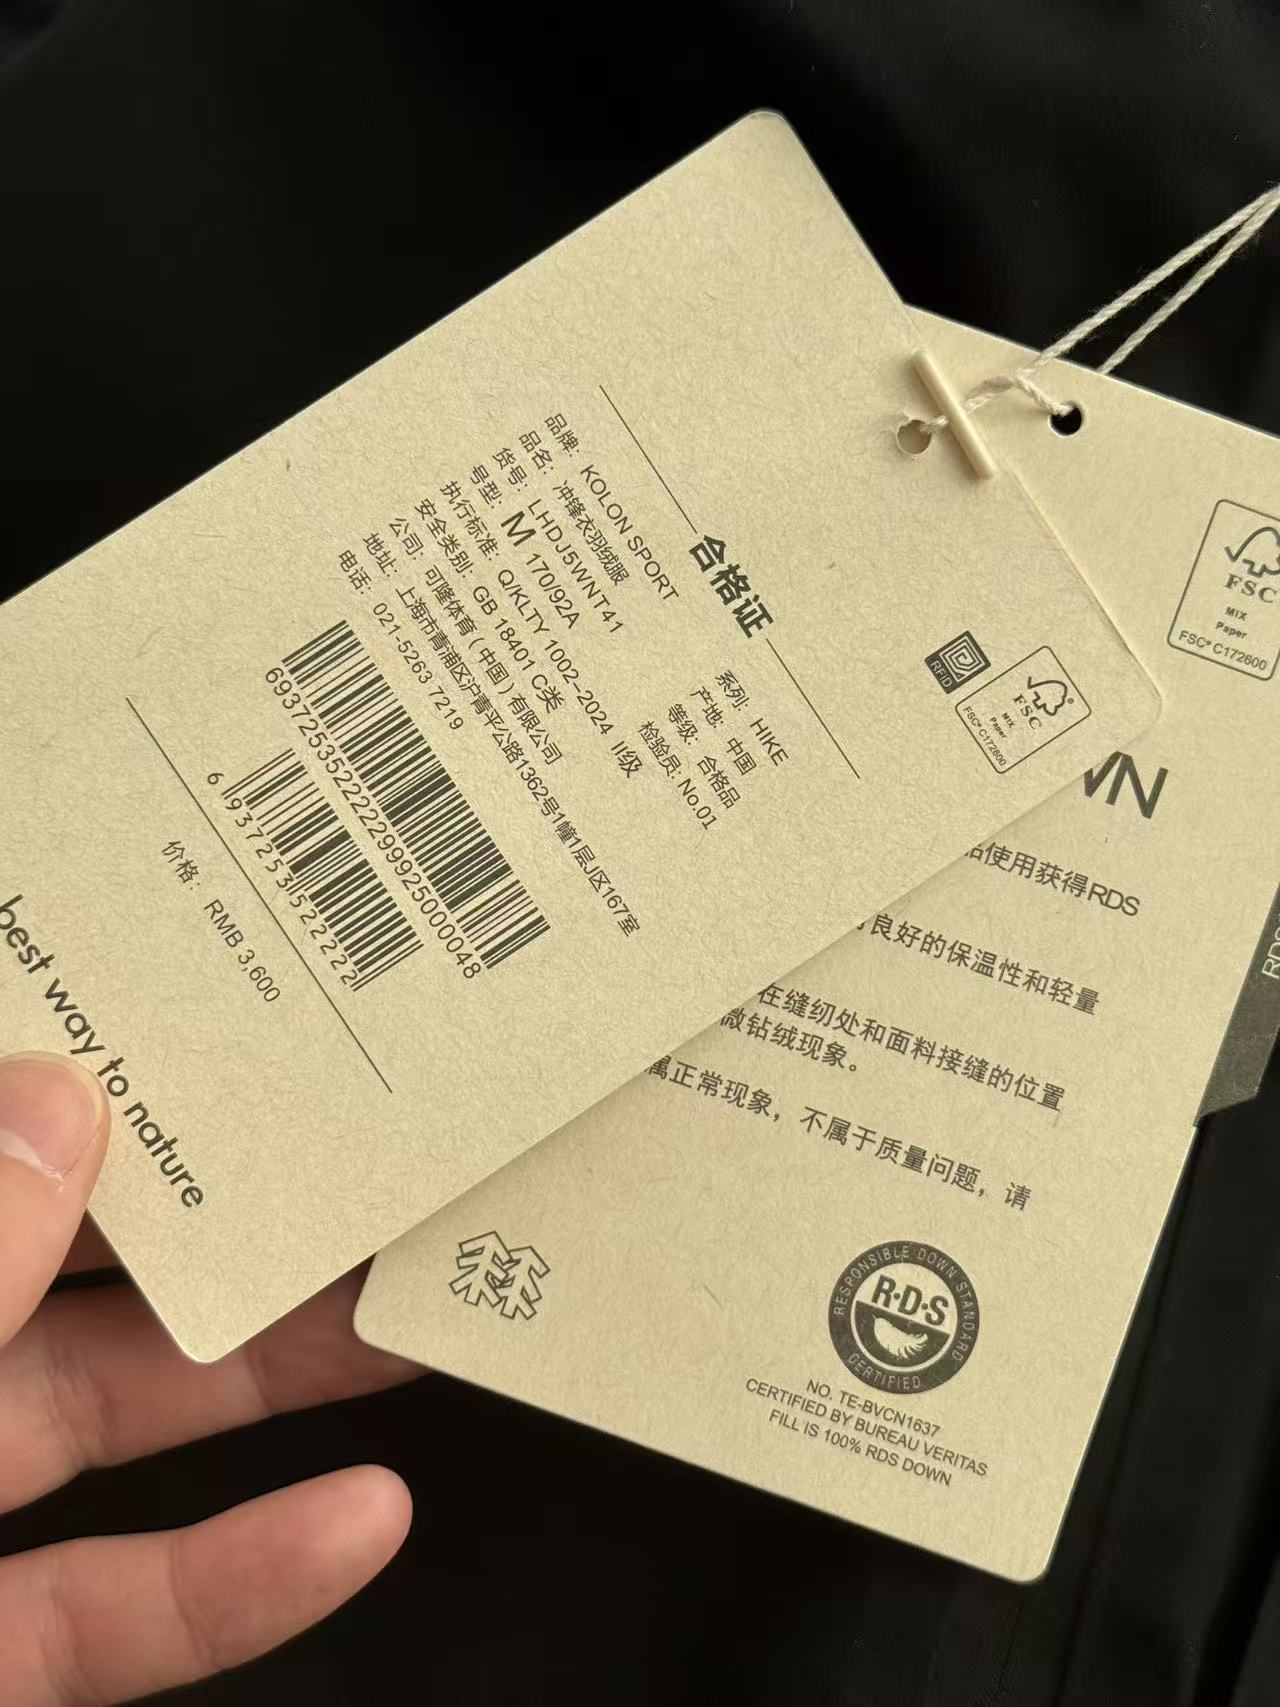 合格证
品牌: KOLON SPORT
品名: 冲锋衣羽绒服
货号: LHDJ5WNT41
号型: M 170/92A
执行标准: Q/KLTY 1002-2024 II级
安全类别: GB 18401 C类
公司: 可隆体育(中国)有限公司
地址: 上海市青浦区沪青平公路1362号1幢1层J区167室
电话: 021-5263 7219
系列: HIKE
产地: 中国
等级: 合格品
检验员: No.01
693725352222299925000048
6 937253 522222
价格: RMB 3,600
best way to nature
RFID
FSC
MIX
Paper
FSC® C172600
FSC
MIX
Paper
FSC® C172600
WN
品使用获得RDS
良好的保温性和轻量
在缝纫处和面料接缝的位置
微钻绒现象。
属正常现象，不属于质量问题，请
RESPONSIBLE DOWN STANDARD
R·D·S
CERTIFIED
NO. TE-BVCN1637
CERTIFIED BY BUREAU VERITAS
FILL IS 100% RDS DOWN
RDS